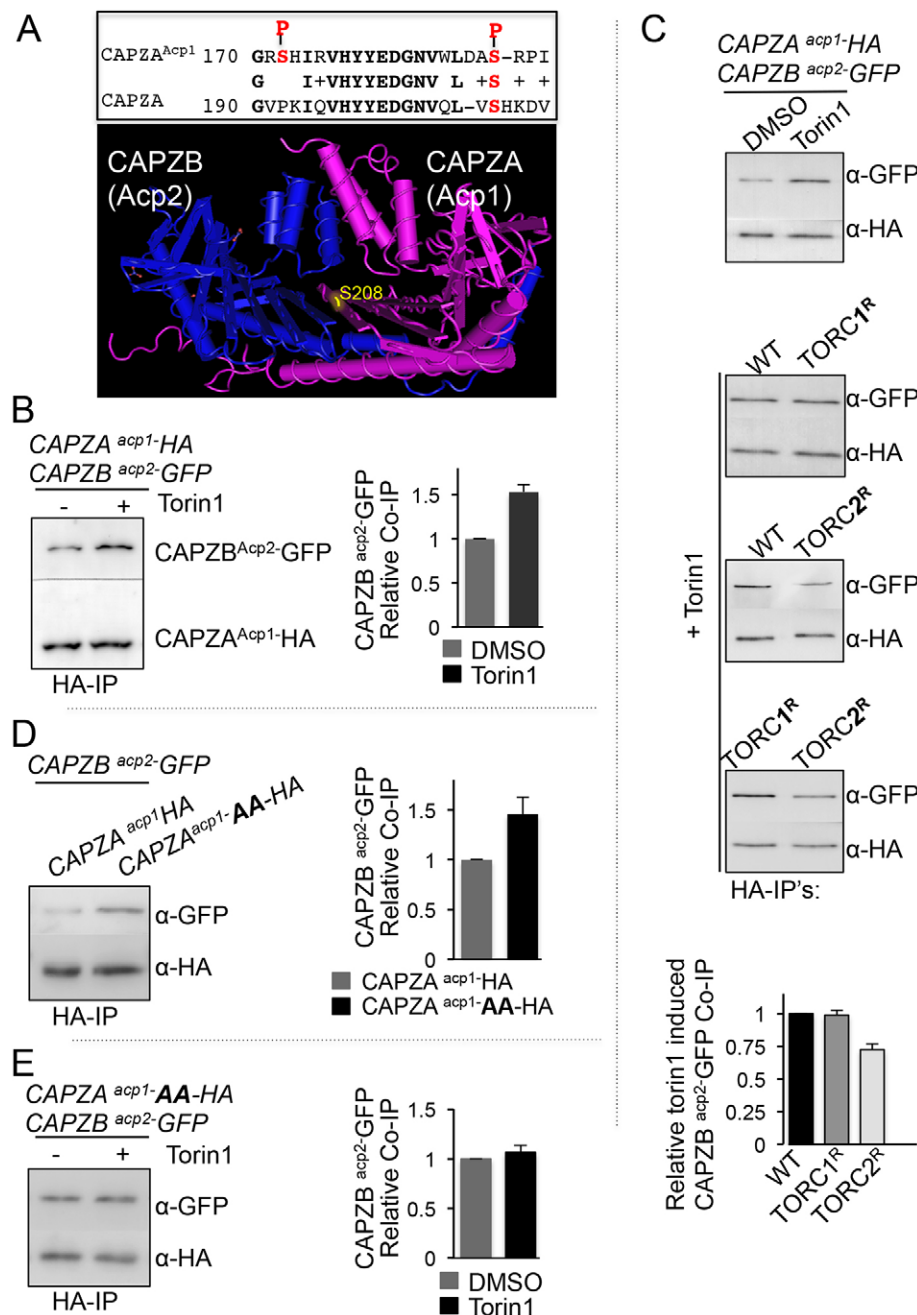 A
P P
CAPZA^Acp1 170 GRSHIRVHYYEDGNVWLDAS-RPI
G I+VHYYEDGNV L +S + +
CAPZA 190 GVPKIQVHYYEDGNVQL-VSHKDV
CAPZB (Acp2)
CAPZA (Acp1)
S208
B
CAPZA acp1-HA
CAPZB acp2-GFP
- + Torin1
CAPZB^Acp2-GFP
CAPZA^Acp1-HA
HA-IP
CAPZB acp2-GFP
Relative Co-IP
1.5
1
0.5
0
DMSO
Torin1
D
CAPZB acp2-GFP
CAPZA acp1HA
CAPZA acp1-AA-HA
α-GFP
α-HA
HA-IP
CAPZB acp2-GFP
Relative Co-IP
1.5
1
0.5
0
CAPZA acp1-HA
CAPZA acp1-AA-HA
E
CAPZA acp1-AA-HA
CAPZB acp2-GFP
- + Torin1
α-GFP
α-HA
HA-IP
CAPZB acp2-GFP
Relative Co-IP
1.5
1
0.5
0
DMSO
Torin1
C
CAPZA acp1-HA
CAPZB acp2-GFP
DMSO Torin1
α-GFP
α-HA
+ Torin1
WT TORC1^R
α-GFP
α-HA
WT TORC2^R
α-GFP
α-HA
TORC1^R TORC2^R
α-GFP
α-HA
HA-IP's:
Relative torin1 induced
CAPZB acp2-GFP Co-IP
1
0.75
0.5
0.25
0
WT TORC1^R TORC2^R